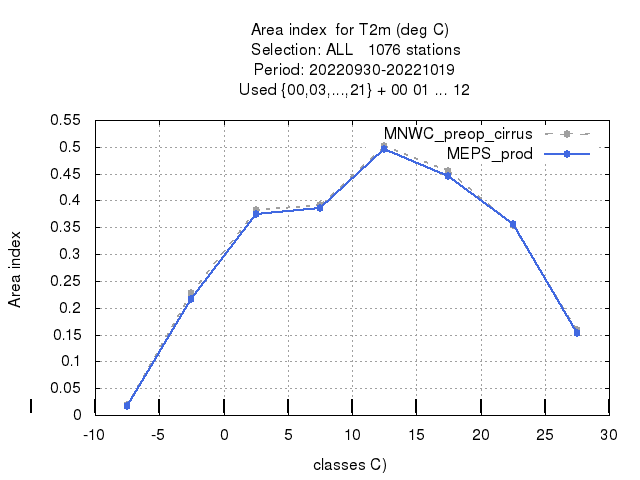 Area index  for T2m (deg C)
Selection: ALL   1076 stations
Period: 20220930-20221019
Used {00,03,...,21} + 00 01 ... 12
MNWC_preop_cirrus
MEPS_prod
0.55
0.5
0.45
0.4
0.35
0.3
0.25
0.2
0.15
0.1
0.05
0
Area index
-10 -5 0 5 10 15 20 25 30
classes C)